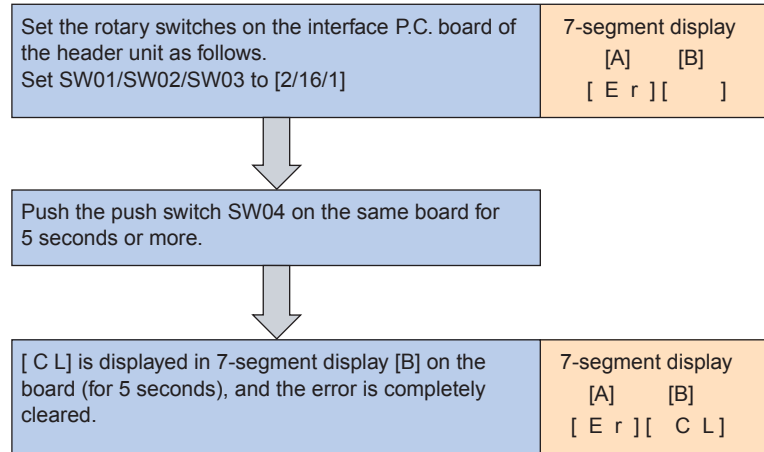 Set the rotary switches on the interface P.C. board of
the header unit as follows.
Set SW01/SW02/SW03 to [2/16/1]
7-segment display
[A] [B]
[ E r ] [ ]
Push the push switch SW04 on the same board for
5 seconds or more.
[ C L] is displayed in 7-segment display [B] on the
board (for 5 seconds), and the error is completely
cleared.
7-segment display
[A] [B]
[ E r ] [ C L]